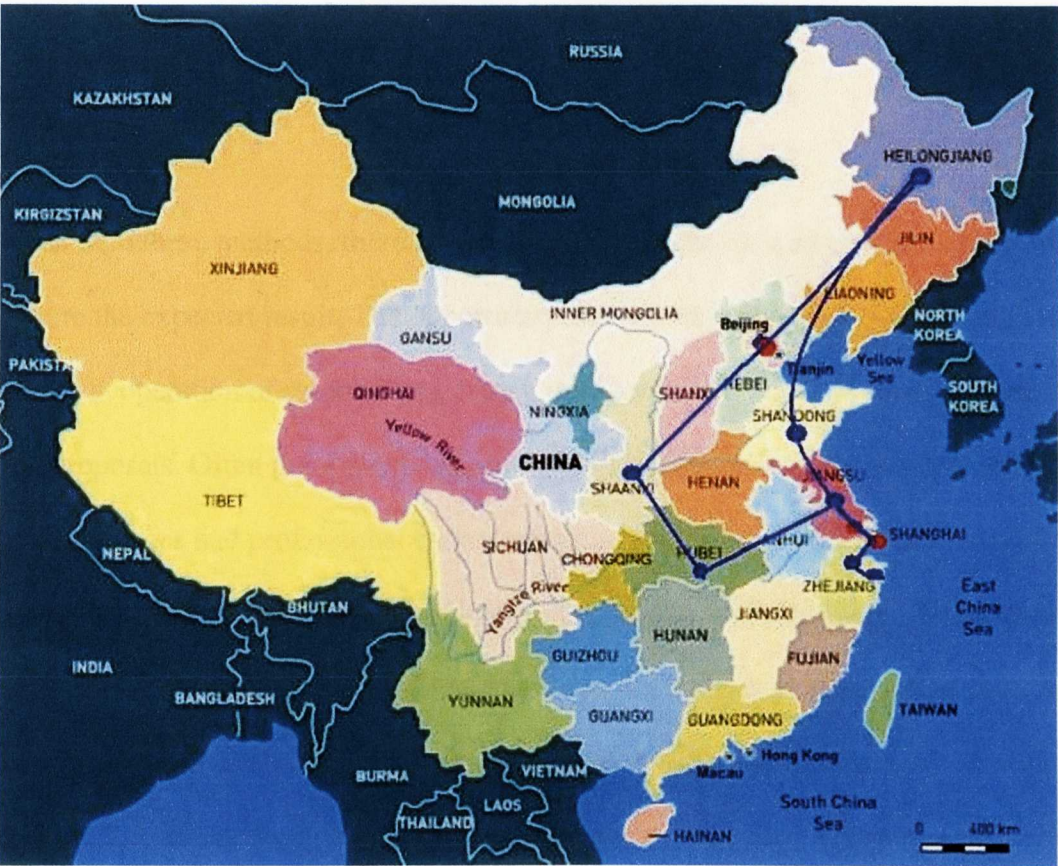 RUSSIA
KAZAKHSTAN
HEILONGJIANG
MONGOLIA
KIRGIZSTAN
JILIN
XINJIANG
LIAONING
INNER MONGOLIA
NORTH
KOREA
Beijing
GANSU
Tianjin
Yellow
Sea
PAKISTAN
QINGHAI
SHANXI
HEBEI
SOUTH
KOREA
NINGXIA
SHANDONG
Yellow River
CHINA
SHAANXI
HENAN
JIANGSU
TIBET
SHANGHAI
NEPAL
SICHUAN
CHONGQING
HUBEI
ANHUI
ZHEJIANG
Yangtze River
East
China
Sea
BHUTAN
JIANGXI
HUNAN
INDIA
GUIZHOU
FUJIAN
BANGLADESH
YUNNAN
GUANGXI
GUANGDONG
TAIWAN
Hong Kong
Macau
BURMA
VIETNAM
LAOS
THAILAND
South China
Sea
HAINAN
0 400 km